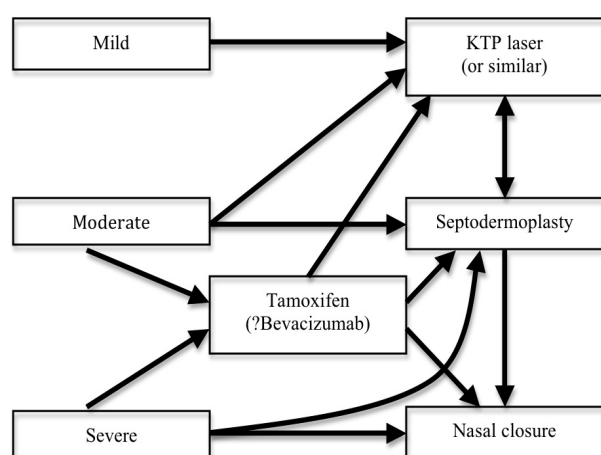 Mild
KTP laser
(or similar)
Moderate
Septodermoplasty
Tamoxifen
(?Bevacizumab)
Severe
Nasal closure